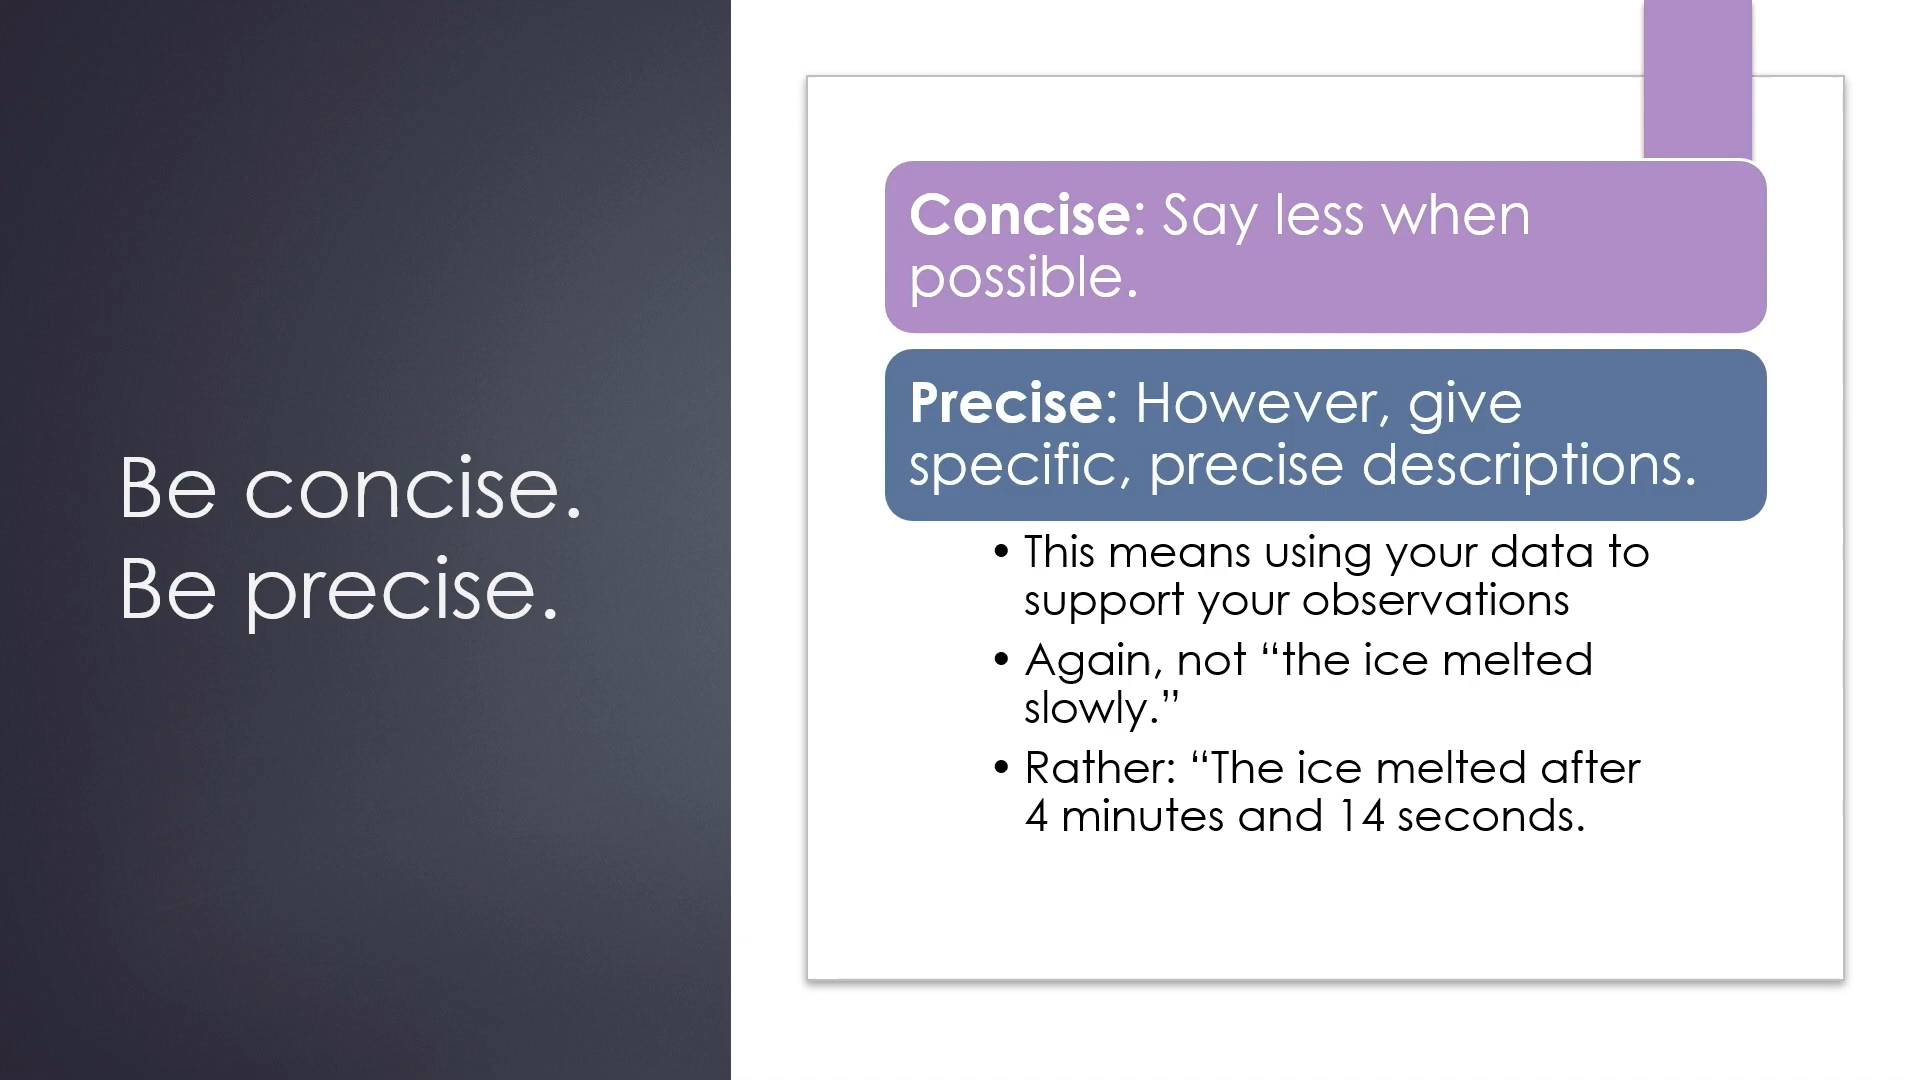 Be concise.
Be precise.
Concise: Say less when
possible.
Precise: However, give
specific, precise descriptions.
• This means using your data to
support your observations
• Again, not “the ice melted
slowly.”
• Rather: “The ice melted after
4 minutes and 14 seconds.